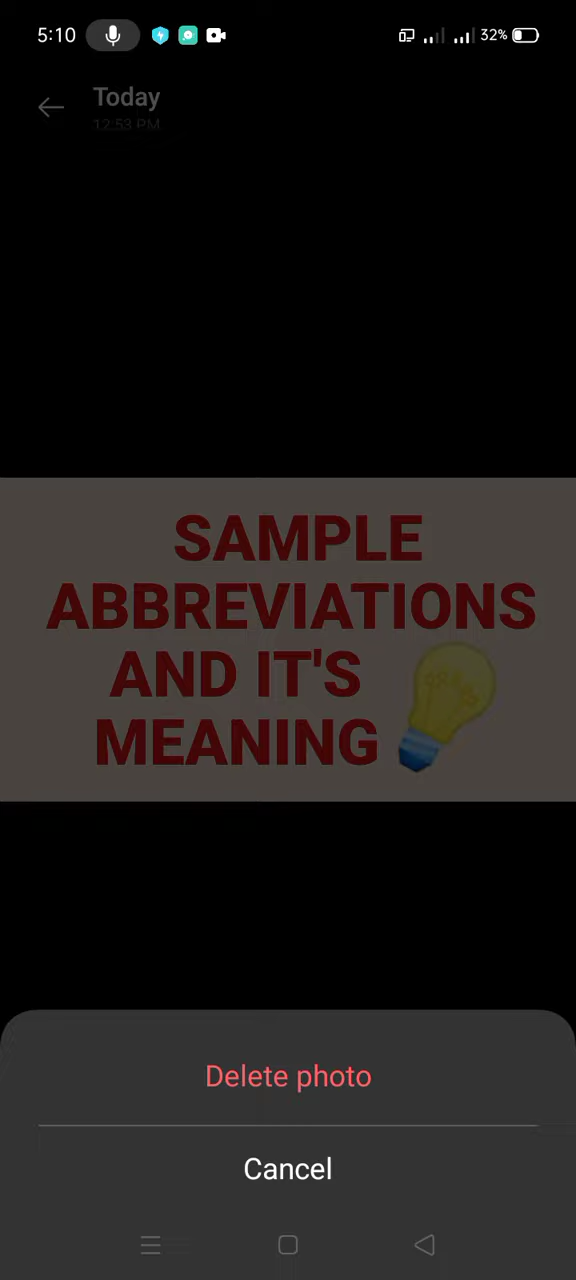 5:10
32%
Today
12:53 PM
SAMPLE
ABBREVIATIONS
AND IT'S
MEANING
Delete photo
Cancel